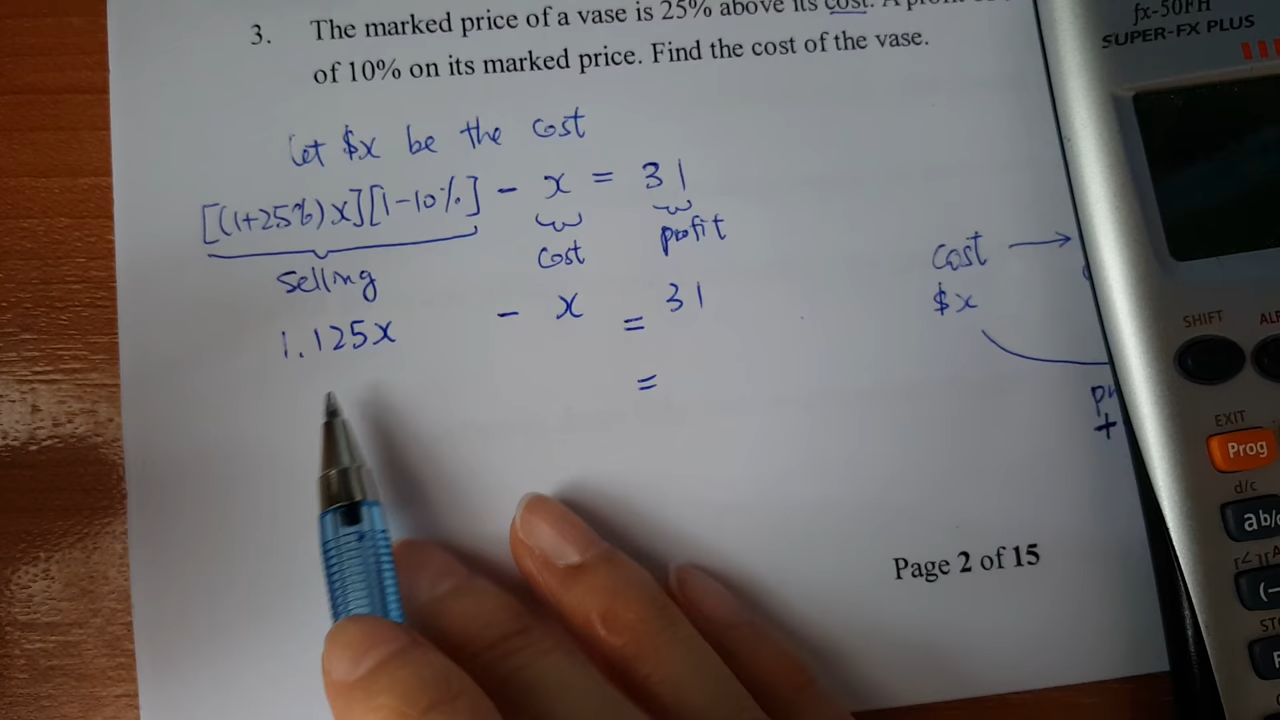 3. The marked price of a vase is 25% above its cost. A
of 10% on its marked price. Find the cost of the vase.
Let $x be the cost
[(1+25%)x][1-10%] - x = 31
selling cost profit
1.125x - x = 31
=
cost →
$x
+
Page 2 of 15
fx-50FH
SUPER-FX PLUS
SHIFT
EXIT
Prog
d/c
ab/c
(-)